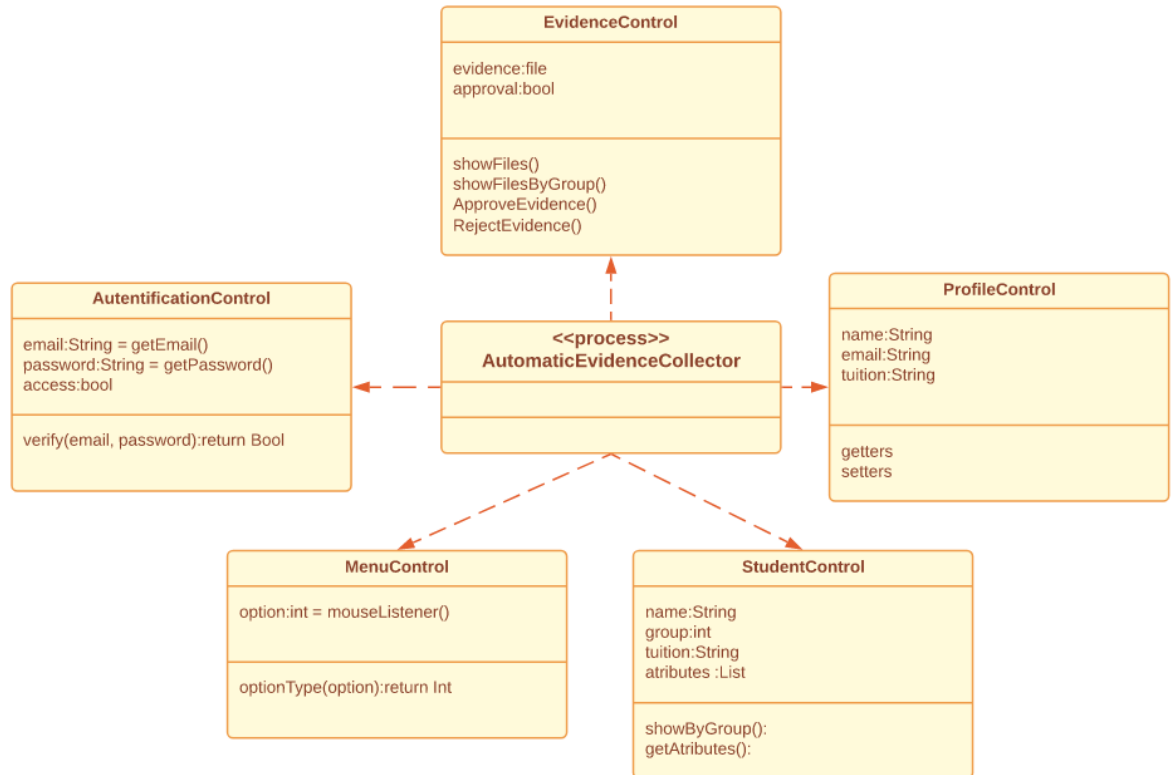 EvidenceControl
evidence:file
approval:bool
showFiles()
showFilesByGroup()
ApproveEvidence()
RejectEvidence()
AutentificationControl
email:String = getEmail()
password:String = getPassword()
access:bool
verify(email, password):return Bool
<<process>>
AutomaticEvidenceCollector
ProfileControl
name:String
email:String
tuition:String
getters
setters
MenuControl
option:int = mouseListener()
optionType(option):return Int
StudentControl
name:String
group:int
tuition:String
atributes :List
showByGroup():
getAtributes():